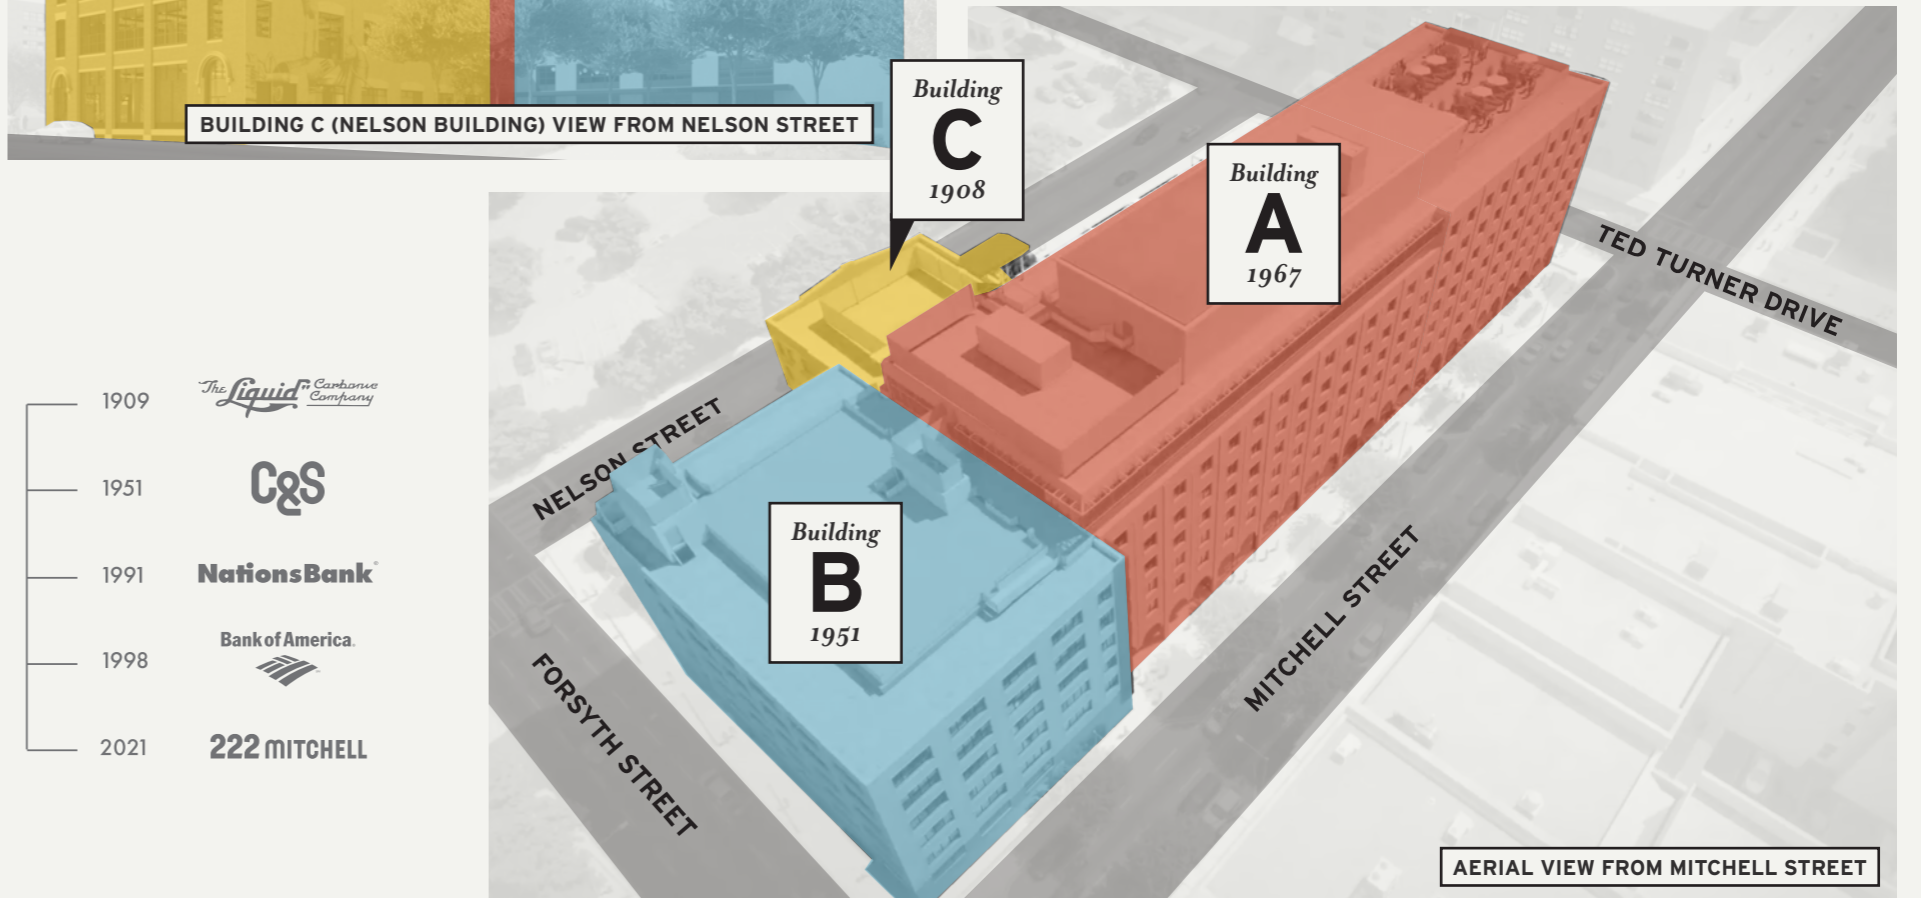 BUILDING C (NELSON BUILDING) VIEW FROM NELSON STREET
Building
C
1908
Building
A
1967
TED TURNER DRIVE
1909
The Liquid Carbonic Company
1951
C&S
1991
NationsBank
1998
Bank of America
2021
222 MITCHELL
NELSON STREET
Building
B
1951
FORSYTH STREET
MITCHELL STREET
AERIAL VIEW FROM MITCHELL STREET